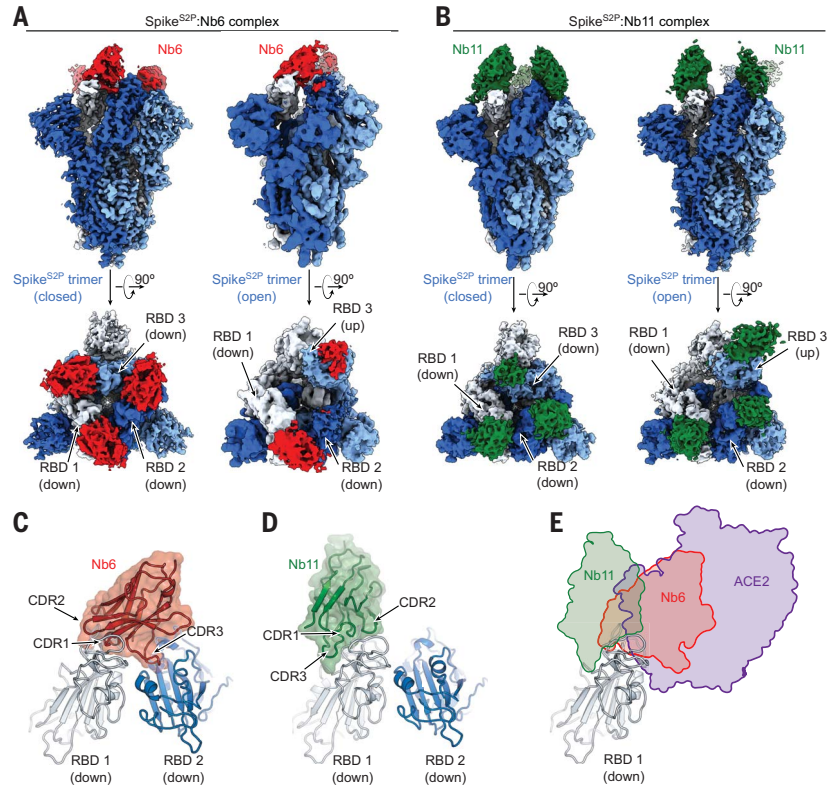 A
Spike^S2P:Nb6 complex
Nb6
Nb6
Spike^S2P trimer
(closed)
90º
Spike^S2P trimer
(open)
90º
RBD 3
(down)
RBD 1
(down)
RBD 2
(down)
RBD 3
(up)
RBD 1
(down)
RBD 2
(down)
B
Spike^S2P:Nb11 complex
Nb11
Nb11
Spike^S2P trimer
(closed)
90º
Spike^S2P trimer
(open)
90º
RBD 3
(down)
RBD 1
(down)
RBD 2
(down)
RBD 1
(down)
RBD 3
(up)
RBD 2
(down)
C
Nb6
CDR2
CDR1
CDR3
RBD 1
(down)
RBD 2
(down)
D
Nb11
CDR2
CDR1
CDR3
RBD 1
(down)
RBD 2
(down)
E
Nb11
Nb6
ACE2
RBD 1
(down)